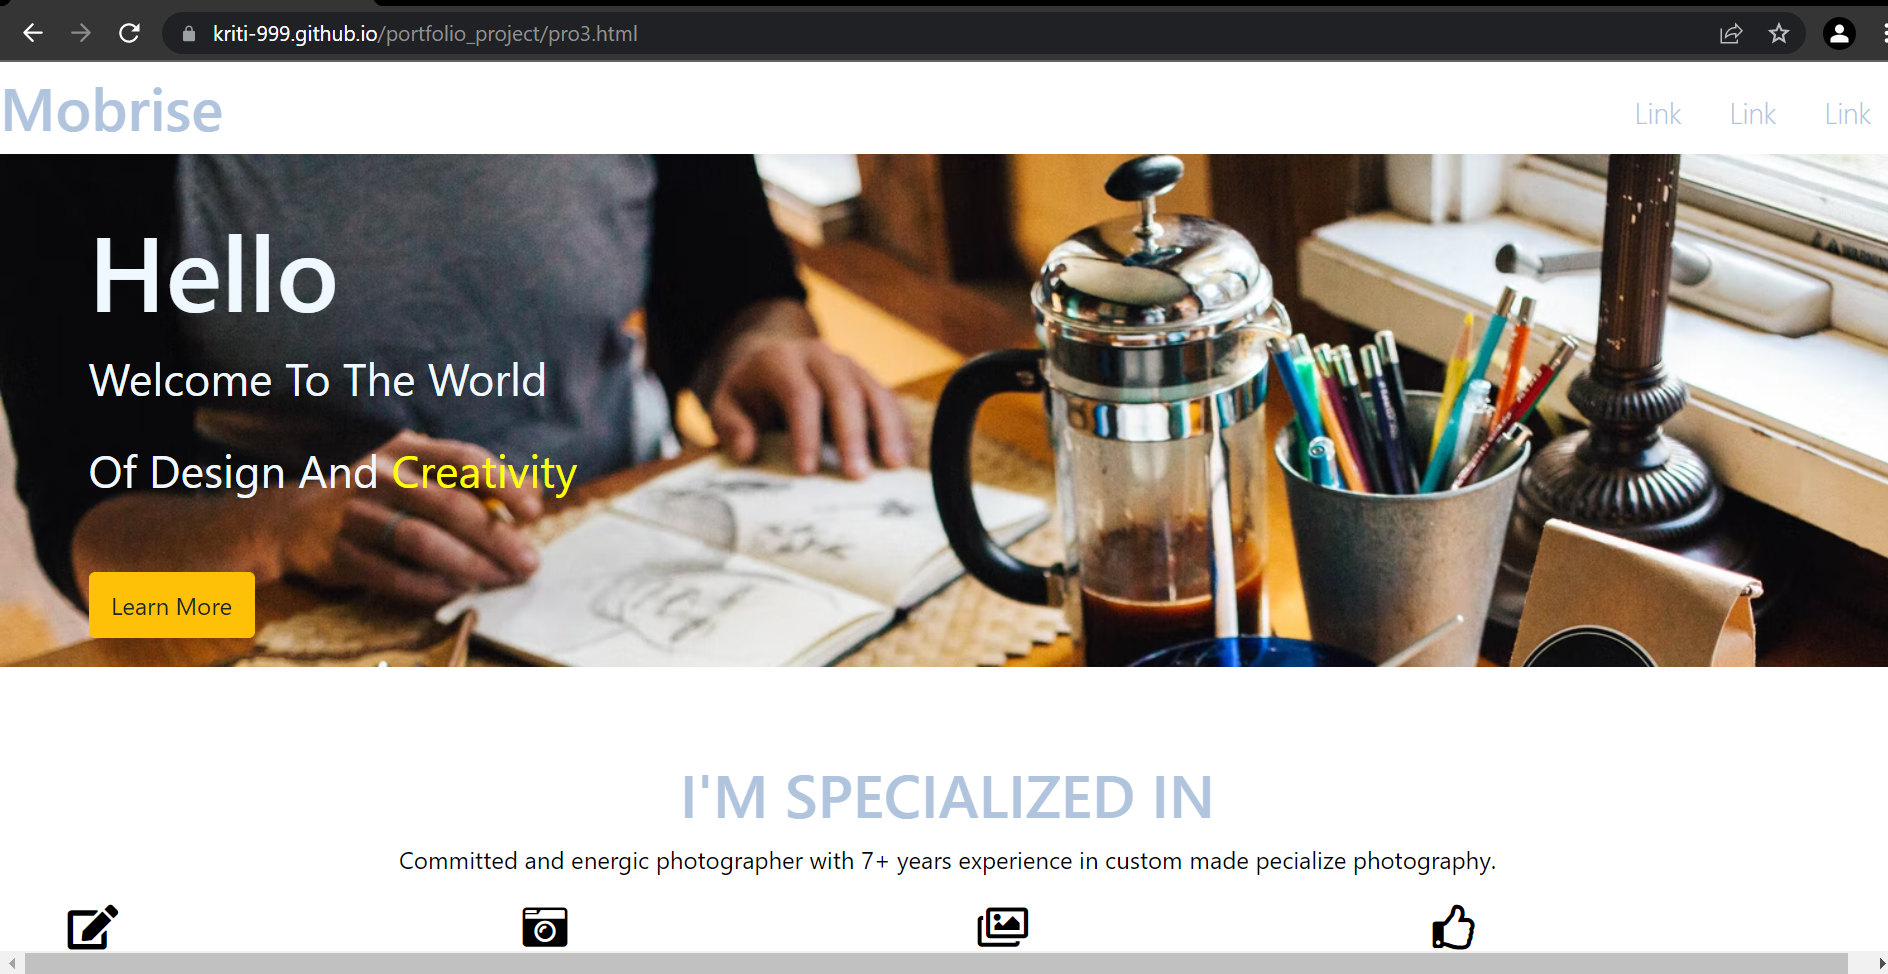 kriti-999.github.io/portfolio_project/pro3.html
Mobrise
Link Link Link
Hello
Welcome To The World
Of Design And Creativity
Learn More
I'M SPECIALIZED IN
Committed and energic photographer with 7+ years experience in custom made pecialize photography.